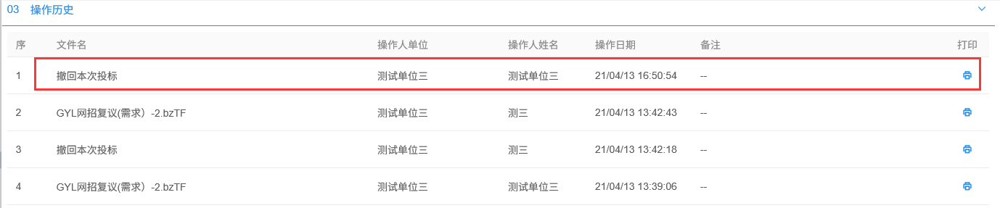 03 操作历史
序 文件名 操作人单位 操作人姓名 操作日期 备注 打印
1 撤回本次投标 测试单位三 测试单位三 21/04/13 16:50:54 --
2 GYL网招复议(需求）-2.bzTF 测试单位三 测三 21/04/13 13:42:43 --
3 撤回本次投标 测试单位三 测三 21/04/13 13:42:18 --
4 GYL网招复议(需求）-2.bzTF 测试单位三 测试单位三 21/04/13 13:39:06 --